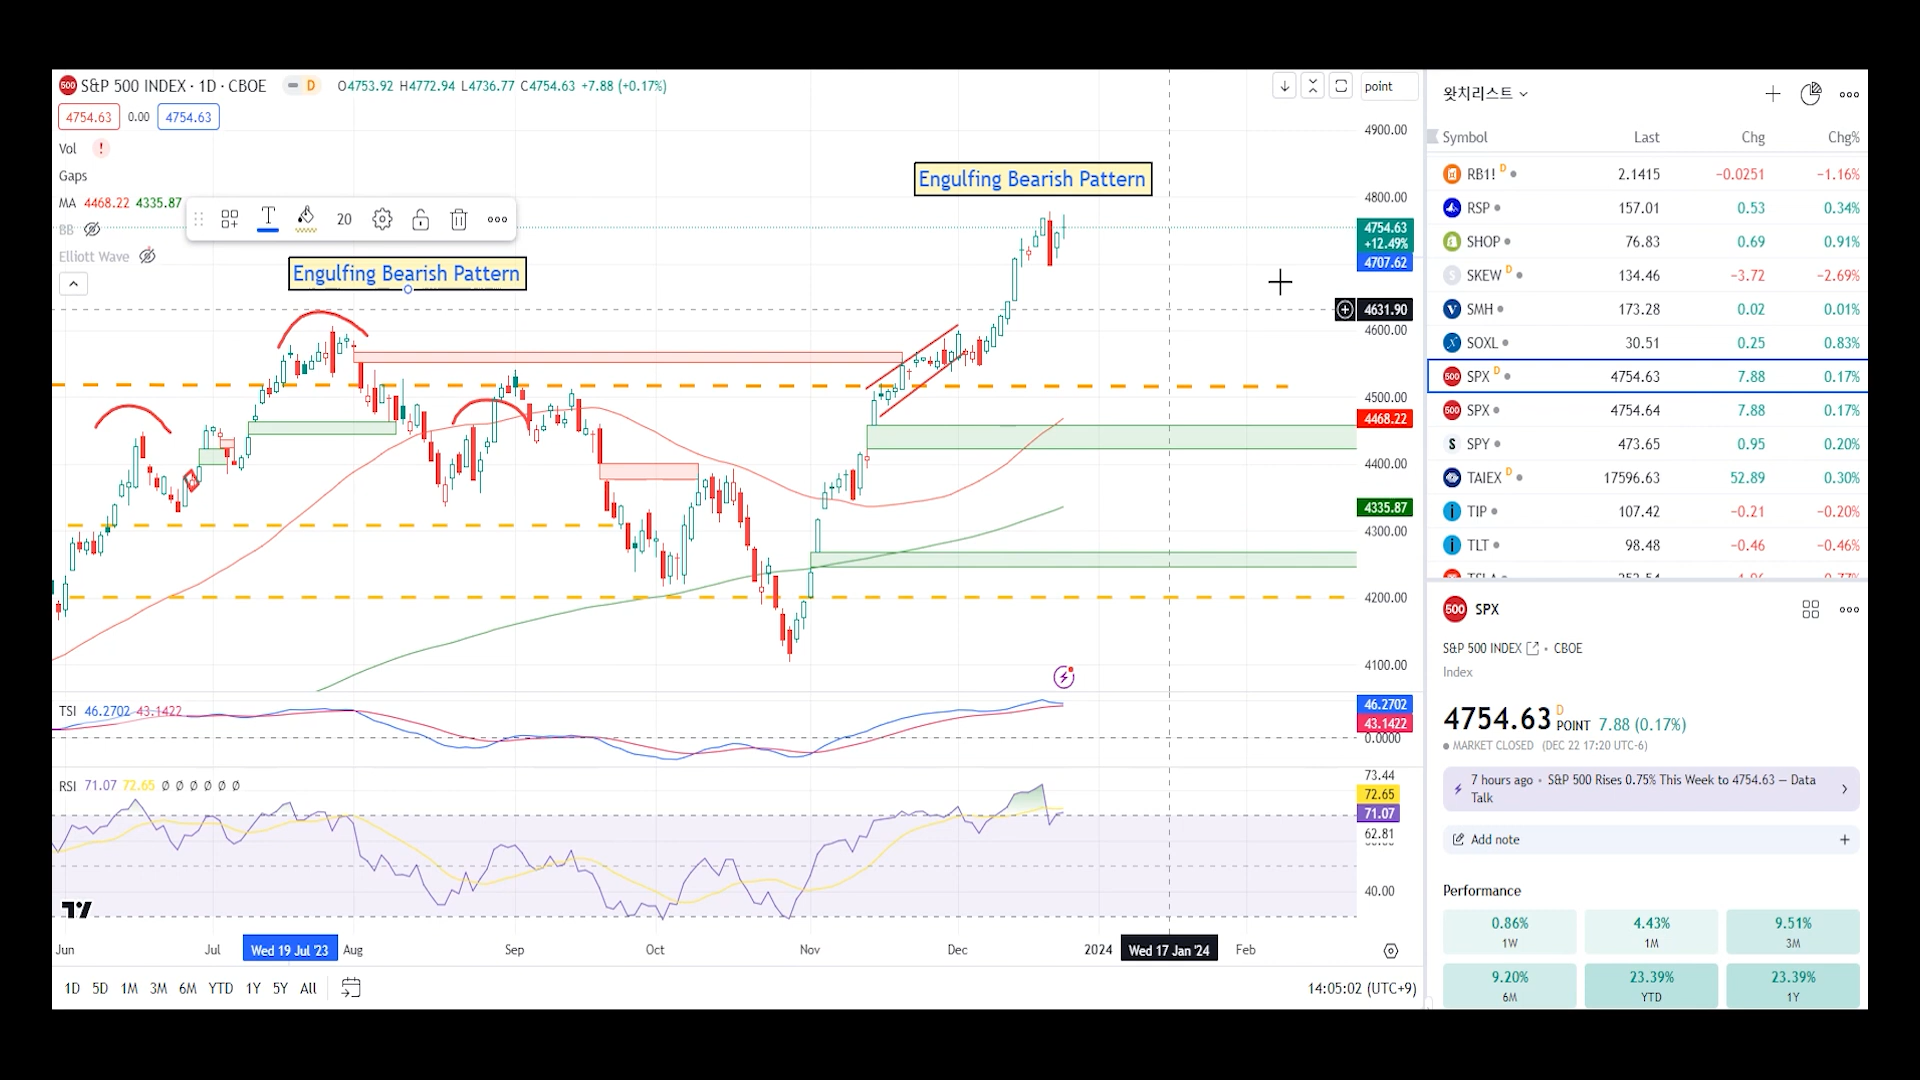 S&P 500 INDEX · 1D · CBOE D O4753.92 H4772.94 L4736.77 C4754.63 +7.88 (+0.17%)
4754.63 0.00 4754.63
Vol !
Gaps
MA 4468.22 4335.87
BB
Elliott Wave
T 20
Engulfing Bearish Pattern
Engulfing Bearish Pattern
point
4900.00
4800.00
4754.63
+12.49%
4707.62
4631.90
4600.00
4500.00
4468.22
4400.00
4335.87
4300.00
4200.00
4100.00
TSI 46.2702 43.1422
46.2702
43.1422
0.0000
RSI 71.07 72.65 Ø Ø Ø Ø Ø Ø
73.44
72.65
71.07
62.81
40.00
Jun Jul Wed 19 Jul '23 Aug Sep Oct Nov Dec 2024 Wed 17 Jan '24 Feb
1D 5D 1M 3M 6M YTD 1Y 5Y All
14:05:02 (UTC+9)
왓치리스트
Symbol Last Chg Chg%
RB1! D 2.1415 −0.0251 −1.16%
RSP 157.01 0.53 0.34%
SHOP 76.83 0.69 0.91%
SKEW D 134.46 −3.72 −2.69%
SMH 173.28 0.02 0.01%
SOXL 30.51 0.25 0.83%
500 SPX D 4754.63 7.88 0.17%
500 SPX 4754.64 7.88 0.17%
S SPY 473.65 0.95 0.20%
TAIEX D 17596.63 52.89 0.30%
TIP 107.42 −0.21 −0.20%
TLT 98.48 −0.46 −0.46%
500 SPX
S&P 500 INDEX • CBOE
Index
4754.63 D POINT 7.88 (0.17%)
MARKET CLOSED (DEC 22 17:20 UTC-6)
7 hours ago • S&P 500 Rises 0.75% This Week to 4754.63 — Data
Talk
Add note
Performance
0.86% 4.43% 9.51%
1W 1M 3M
9.20% 23.39% 23.39%
6M YTD 1Y